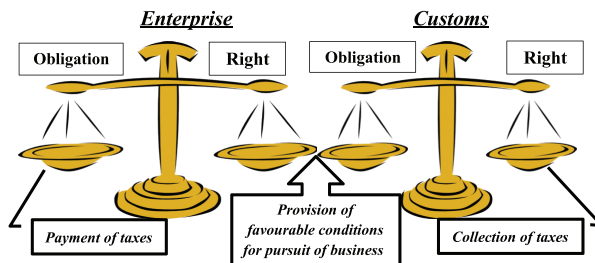 Enterprise
Customs
Obligation
Right
Obligation
Right
Payment of taxes
Provision of
favourable conditions
for pursuit of business
Collection of taxes